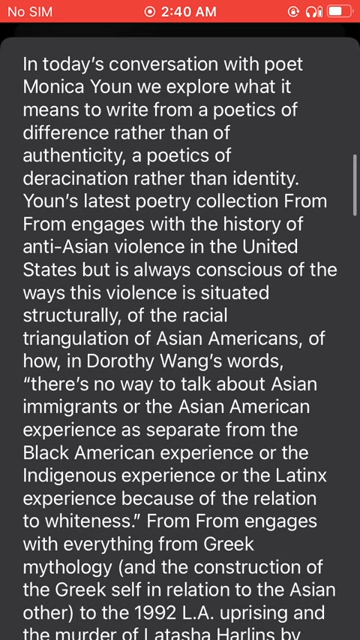 No SIM 2:40 AM
In today’s conversation with poet
Monica Youn we explore what it
means to write from a poetics of
difference rather than of
authenticity, a poetics of
deracination rather than identity.
Youn’s latest poetry collection From
From engages with the history of
anti-Asian violence in the United
States but is always conscious of the
ways this violence is situated
structurally, of the racial
triangulation of Asian Americans, of
how, in Dorothy Wang’s words,
“there’s no way to talk about Asian
immigrants or the Asian American
experience as separate from the
Black American experience or the
Indigenous experience or the Latinx
experience because of the relation
to whiteness.” From From engages
with everything from Greek
mythology (and the construction of
the Greek self in relation to the Asian
other) to the 1992 L.A. uprising and
the murder of Latasha Harlins by